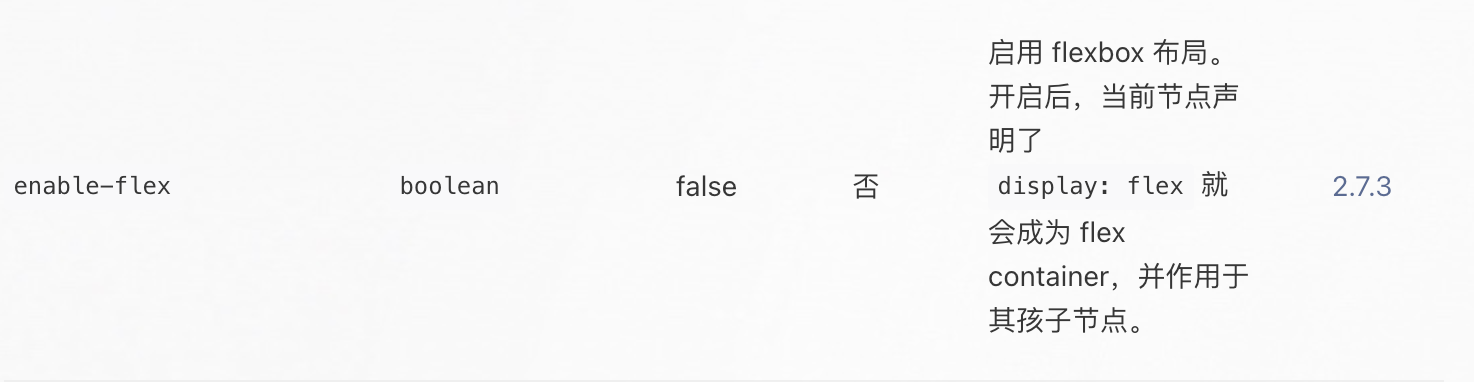 enable-flex
boolean
false
否
启用 flexbox 布局。
开启后，当前节点声
明了
display: flex 就
会成为 flex
container，并作用于
其孩子节点。
2.7.3